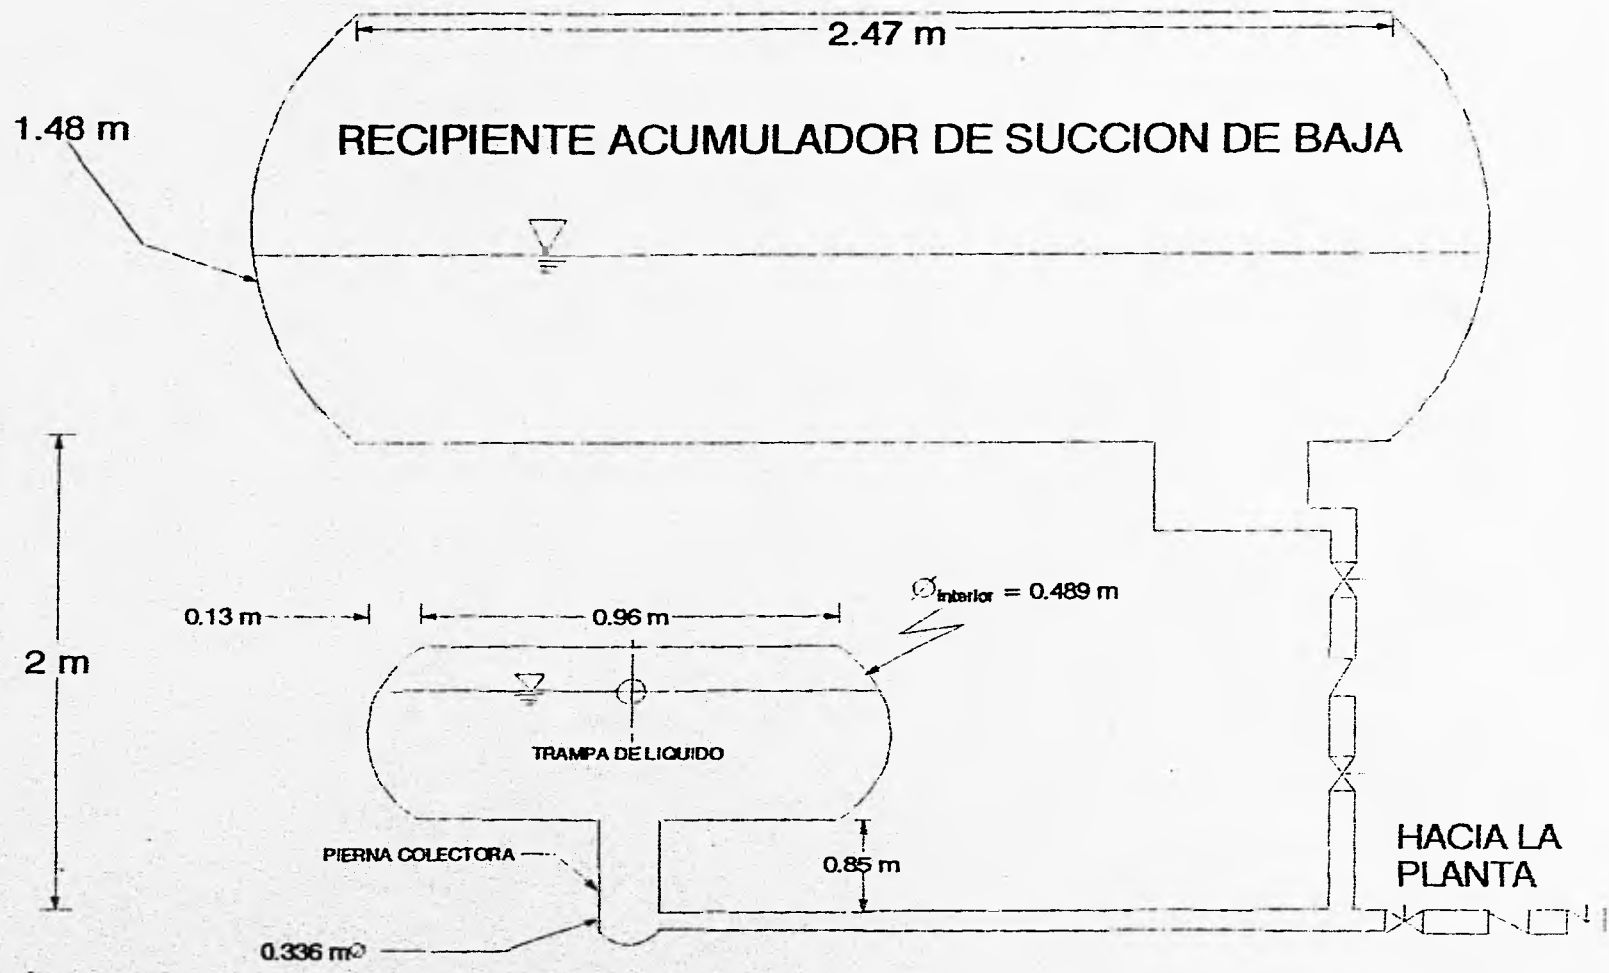 2.47 m
1.48 m
RECIPIENTE ACUMULADOR DE SUCCION DE BAJA
Øinterior = 0.489 m
0.13 m
0.96 m
2 m
TRAMPA DE LIQUIDO
HACIA LA
PLANTA
PIERNA COLECTORA
0.85 m
0.336 mØ